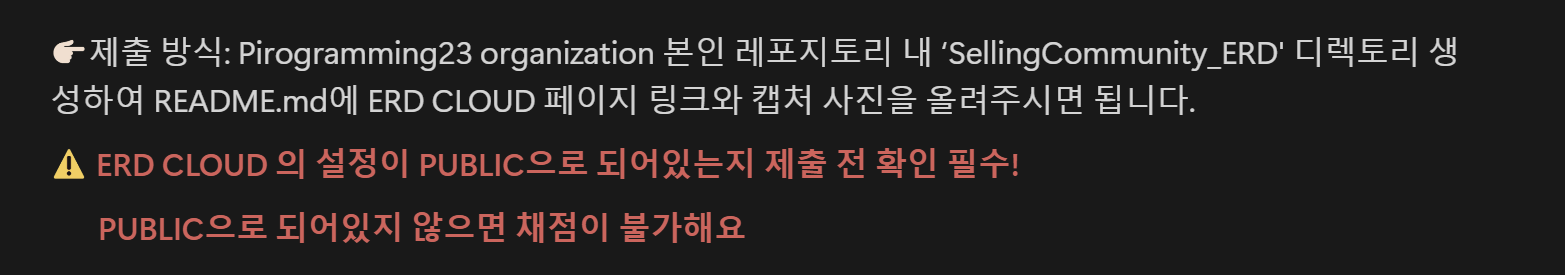 👉제출 방식: Pirogramming23 organization 본인 레포지토리 내 ‘SellingCommunity_ERD' 디렉토리 생
성하여 README.md에 ERD CLOUD 페이지 링크와 캡처 사진을 올려주시면 됩니다.
⚠️ ERD CLOUD 의 설정이 PUBLIC으로 되어있는지 제출 전 확인 필수!
PUBLIC으로 되어있지 않으면 채점이 불가해요